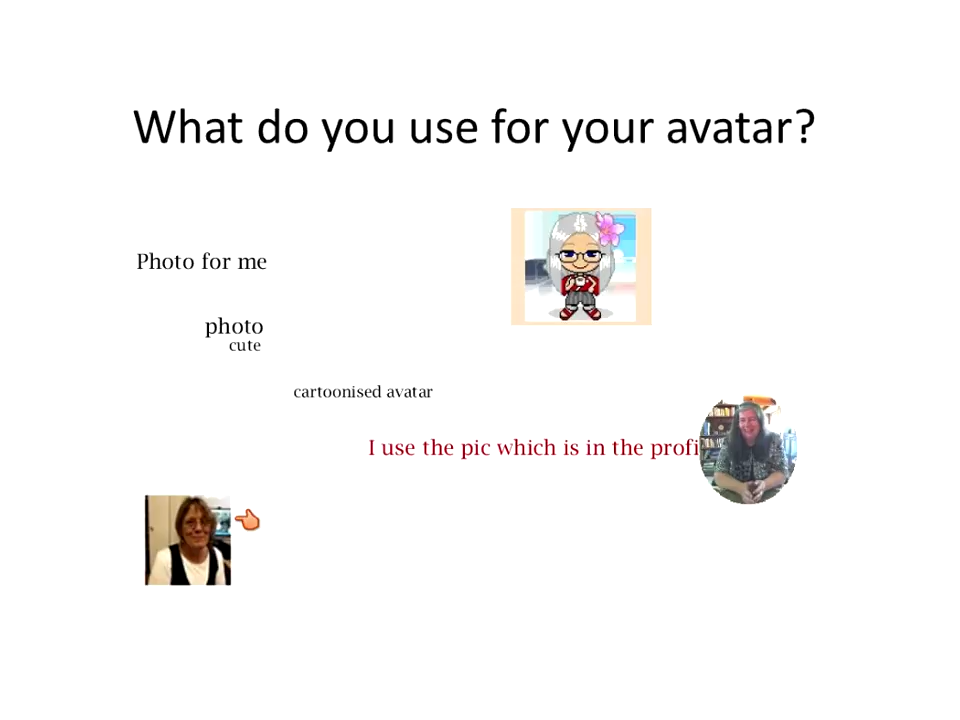 What do you use for your avatar?
Photo for me
photo
cute
cartoonised avatar
I use the pic which is in the profi